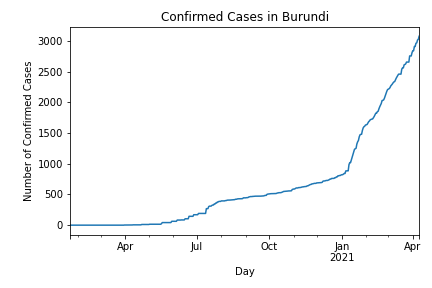 Confirmed Cases in Burundi
Number of Confirmed Cases
3000
2500
2000
1500
1000
500
0
Apr Jul Oct Jan Apr
2021
Day